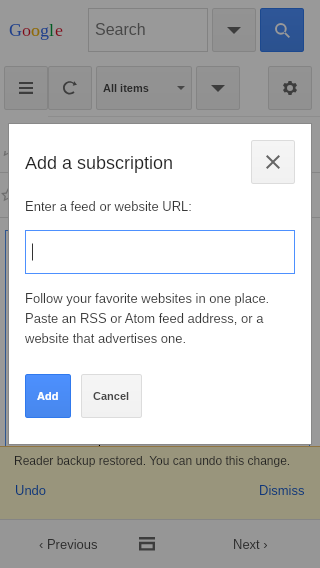 Google
Search
All items
Add a subscription
Enter a feed or website URL:
Follow your favorite websites in one place.
Paste an RSS or Atom feed address, or a
website that advertises one.
Add
Cancel
Reader backup restored. You can undo this change.
Undo
Dismiss
‹ Previous
Next ›